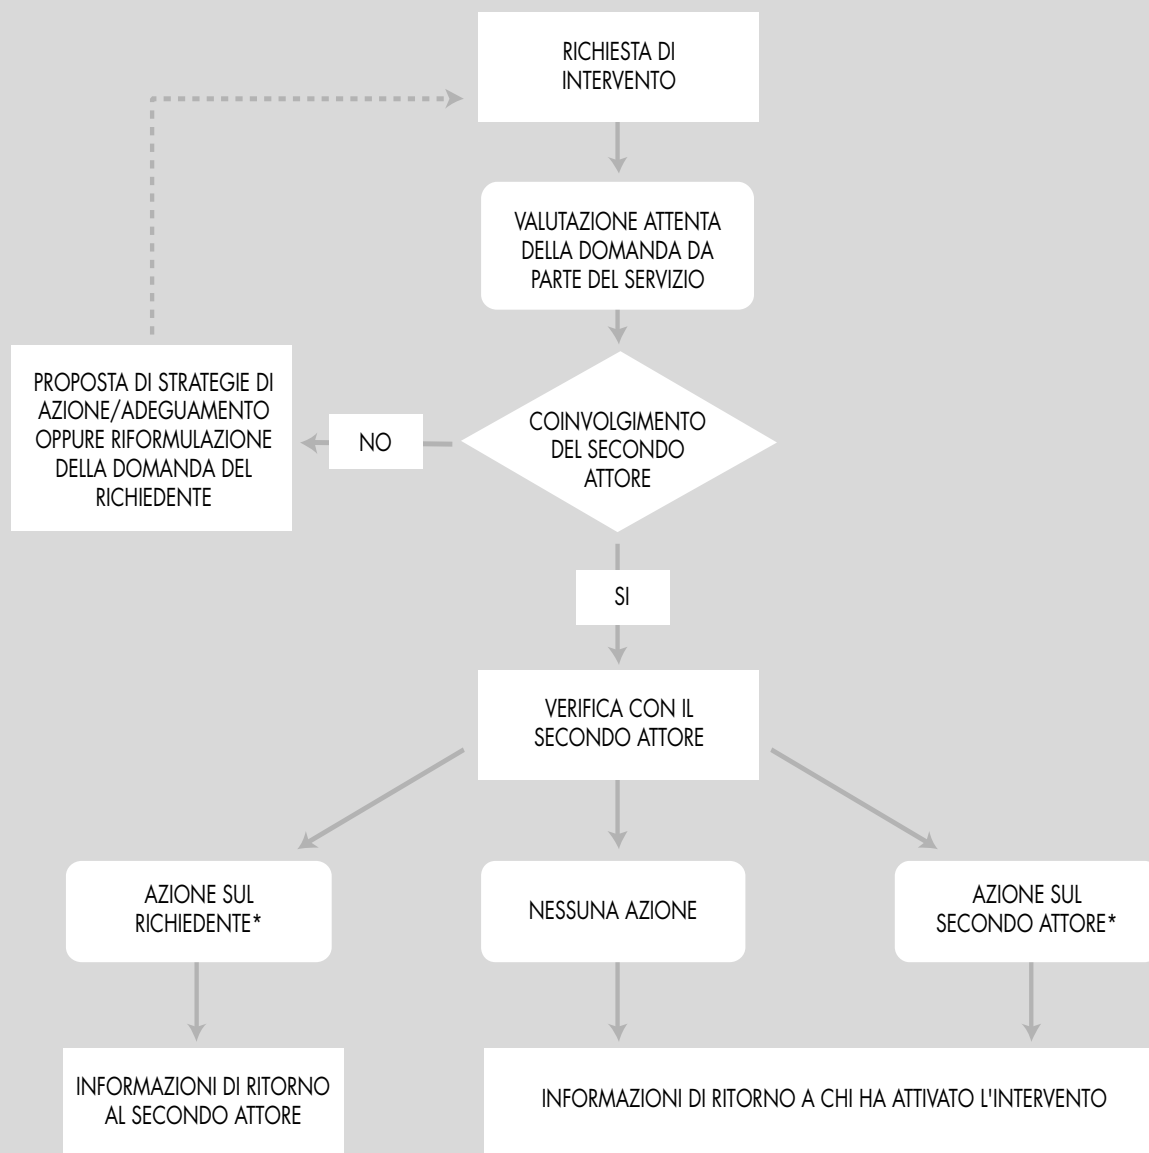 RICHIESTA DI
INTERVENTO
VALUTAZIONE ATTENTA
DELLA DOMANDA DA
PARTE DEL SERVIZIO
PROPOSTA DI STRATEGIE DI
AZIONE/ADEGUAMENTO
OPPURE RIFORMULAZIONE
DELLA DOMANDA DEL
RICHIEDENTE
NO
COINVOLGIMENTO
DEL SECONDO
ATTORE
SI
VERIFICA CON IL
SECONDO ATTORE
AZIONE SUL
RICHIEDENTE*
NESSUNA AZIONE
AZIONE SUL
SECONDO ATTORE*
INFORMAZIONI DI RITORNO
AL SECONDO ATTORE
INFORMAZIONI DI RITORNO A CHI HA ATTIVATO L'INTERVENTO